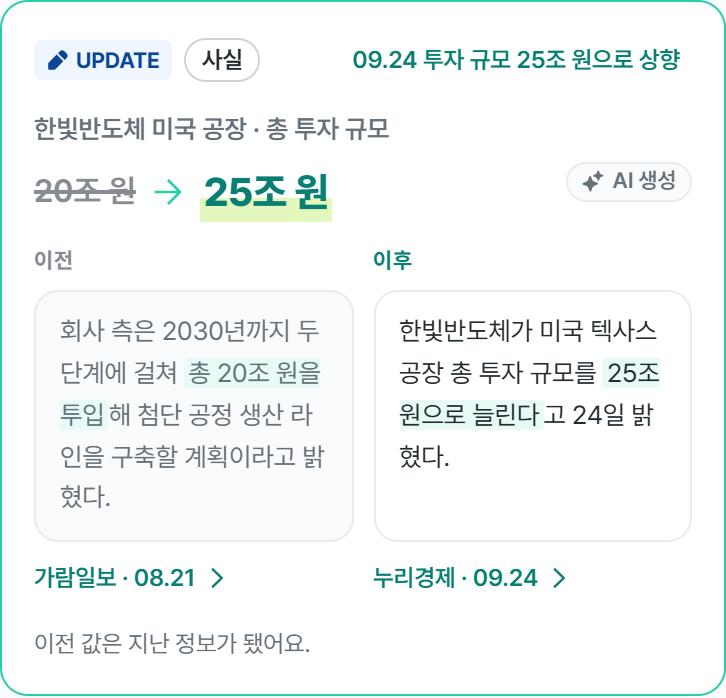 UPDATE 사실 09.24 투자 규모 25조 원으로 상향
한빛반도체 미국 공장 · 총 투자 규모
20조 원 → 25조 원 AI 생성
이전
회사 측은 2030년까지 두
단계에 걸쳐 총 20조 원을
투입해 첨단 공정 생산 라
인을 구축할 계획이라고 밝
혔다.
가람일보 · 08.21
이후
한빛반도체가 미국 텍사스
공장 총 투자 규모를 25조
원으로 늘린다고 24일 밝
혔다.
누리경제 · 09.24
이전 값은 지난 정보가 됐어요.